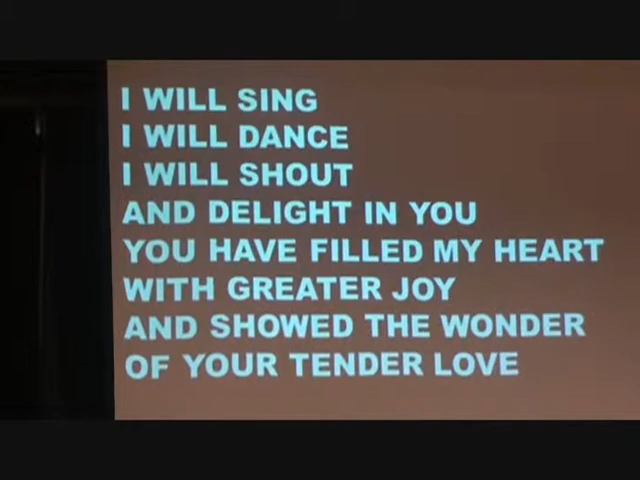 I WILL SING
I WILL DANCE
I WILL SHOUT
AND DELIGHT IN YOU
YOU HAVE FILLED MY HEART
WITH GREATER JOY
AND SHOWED THE WONDER
OF YOUR TENDER LOVE